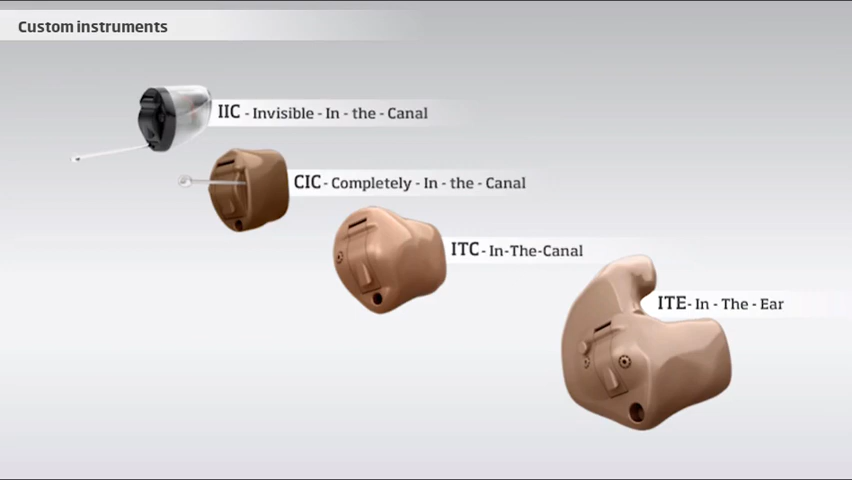 Custom instruments
IIC - Invisible - In - the - Canal
CIC - Completely - In - the - Canal
ITC - In-The-Canal
ITE- In - The - Ear